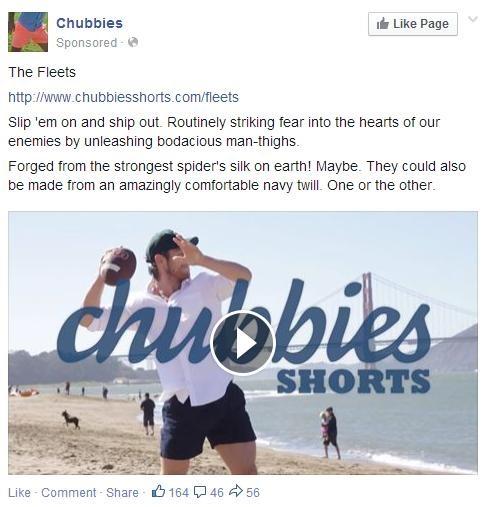 Chubbies
Like Page
Sponsored ·
The Fleets
http://www.chubbiesshorts.com/fleets
Slip 'em on and ship out. Routinely striking fear into the hearts of our
enemies by unleashing bodacious man-thighs.
Forged from the strongest spider's silk on earth! Maybe. They could also
be made from an amazingly comfortable navy twill. One or the other.
chubbies
SHORTS
Like · Comment · Share · 164 46 56